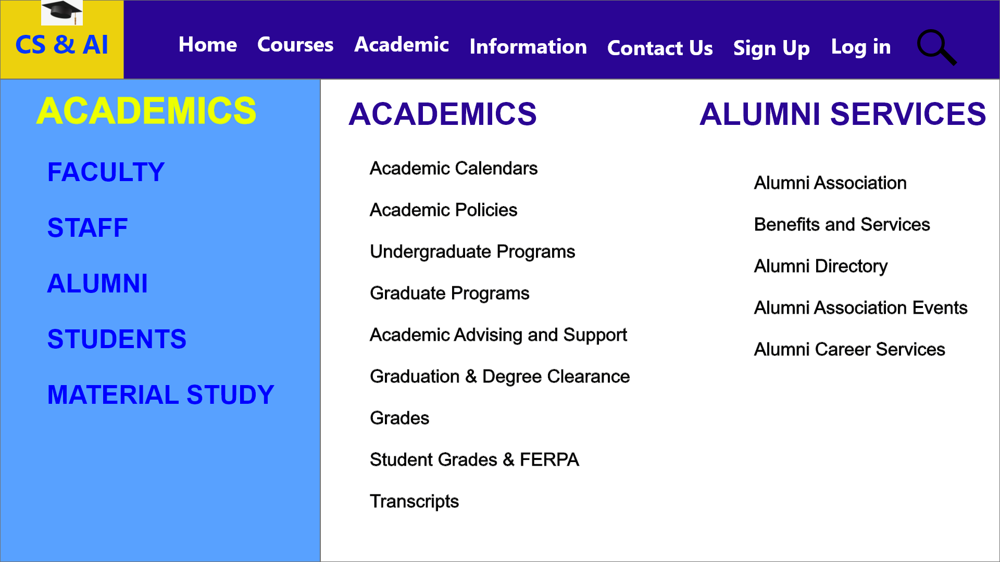 CS & AI
Home
Courses
Academic
Information
Contact Us
Sign Up
Log in
ACADEMICS
FACULTY
STAFF
ALUMNI
STUDENTS
MATERIAL STUDY
ACADEMICS
Academic Calendars
Academic Policies
Undergraduate Programs
Graduate Programs
Academic Advising and Support
Graduation & Degree Clearance
Grades
Student Grades & FERPA
Transcripts
ALUMNI SERVICES
Alumni Association
Benefits and Services
Alumni Directory
Alumni Association Events
Alumni Career Services